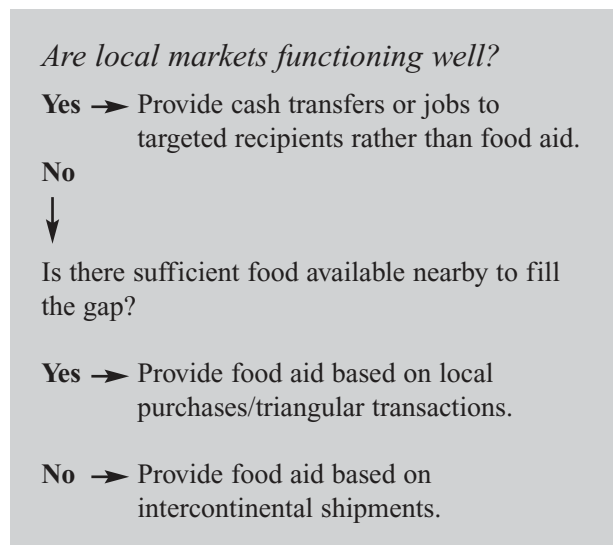 Are local markets functioning well?
Yes → Provide cash transfers or jobs to
targeted recipients rather than food aid.
No
↓
Is there sufficient food available nearby to fill
the gap?
Yes → Provide food aid based on local
purchases/triangular transactions.
No → Provide food aid based on
intercontinental shipments.